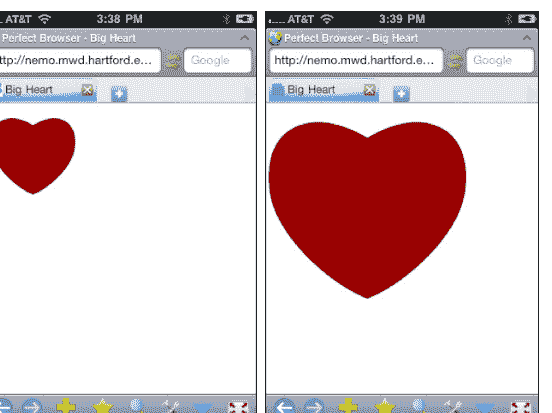 AT&T 3:38 PM
Perfect Browser - Big Heart
ttp://nemo.mwd.hartford.e... Google
Big Heart
AT&T 3:39 PM
Perfect Browser - Big Heart
http://nemo.mwd.hartford.e... Google
Big Heart